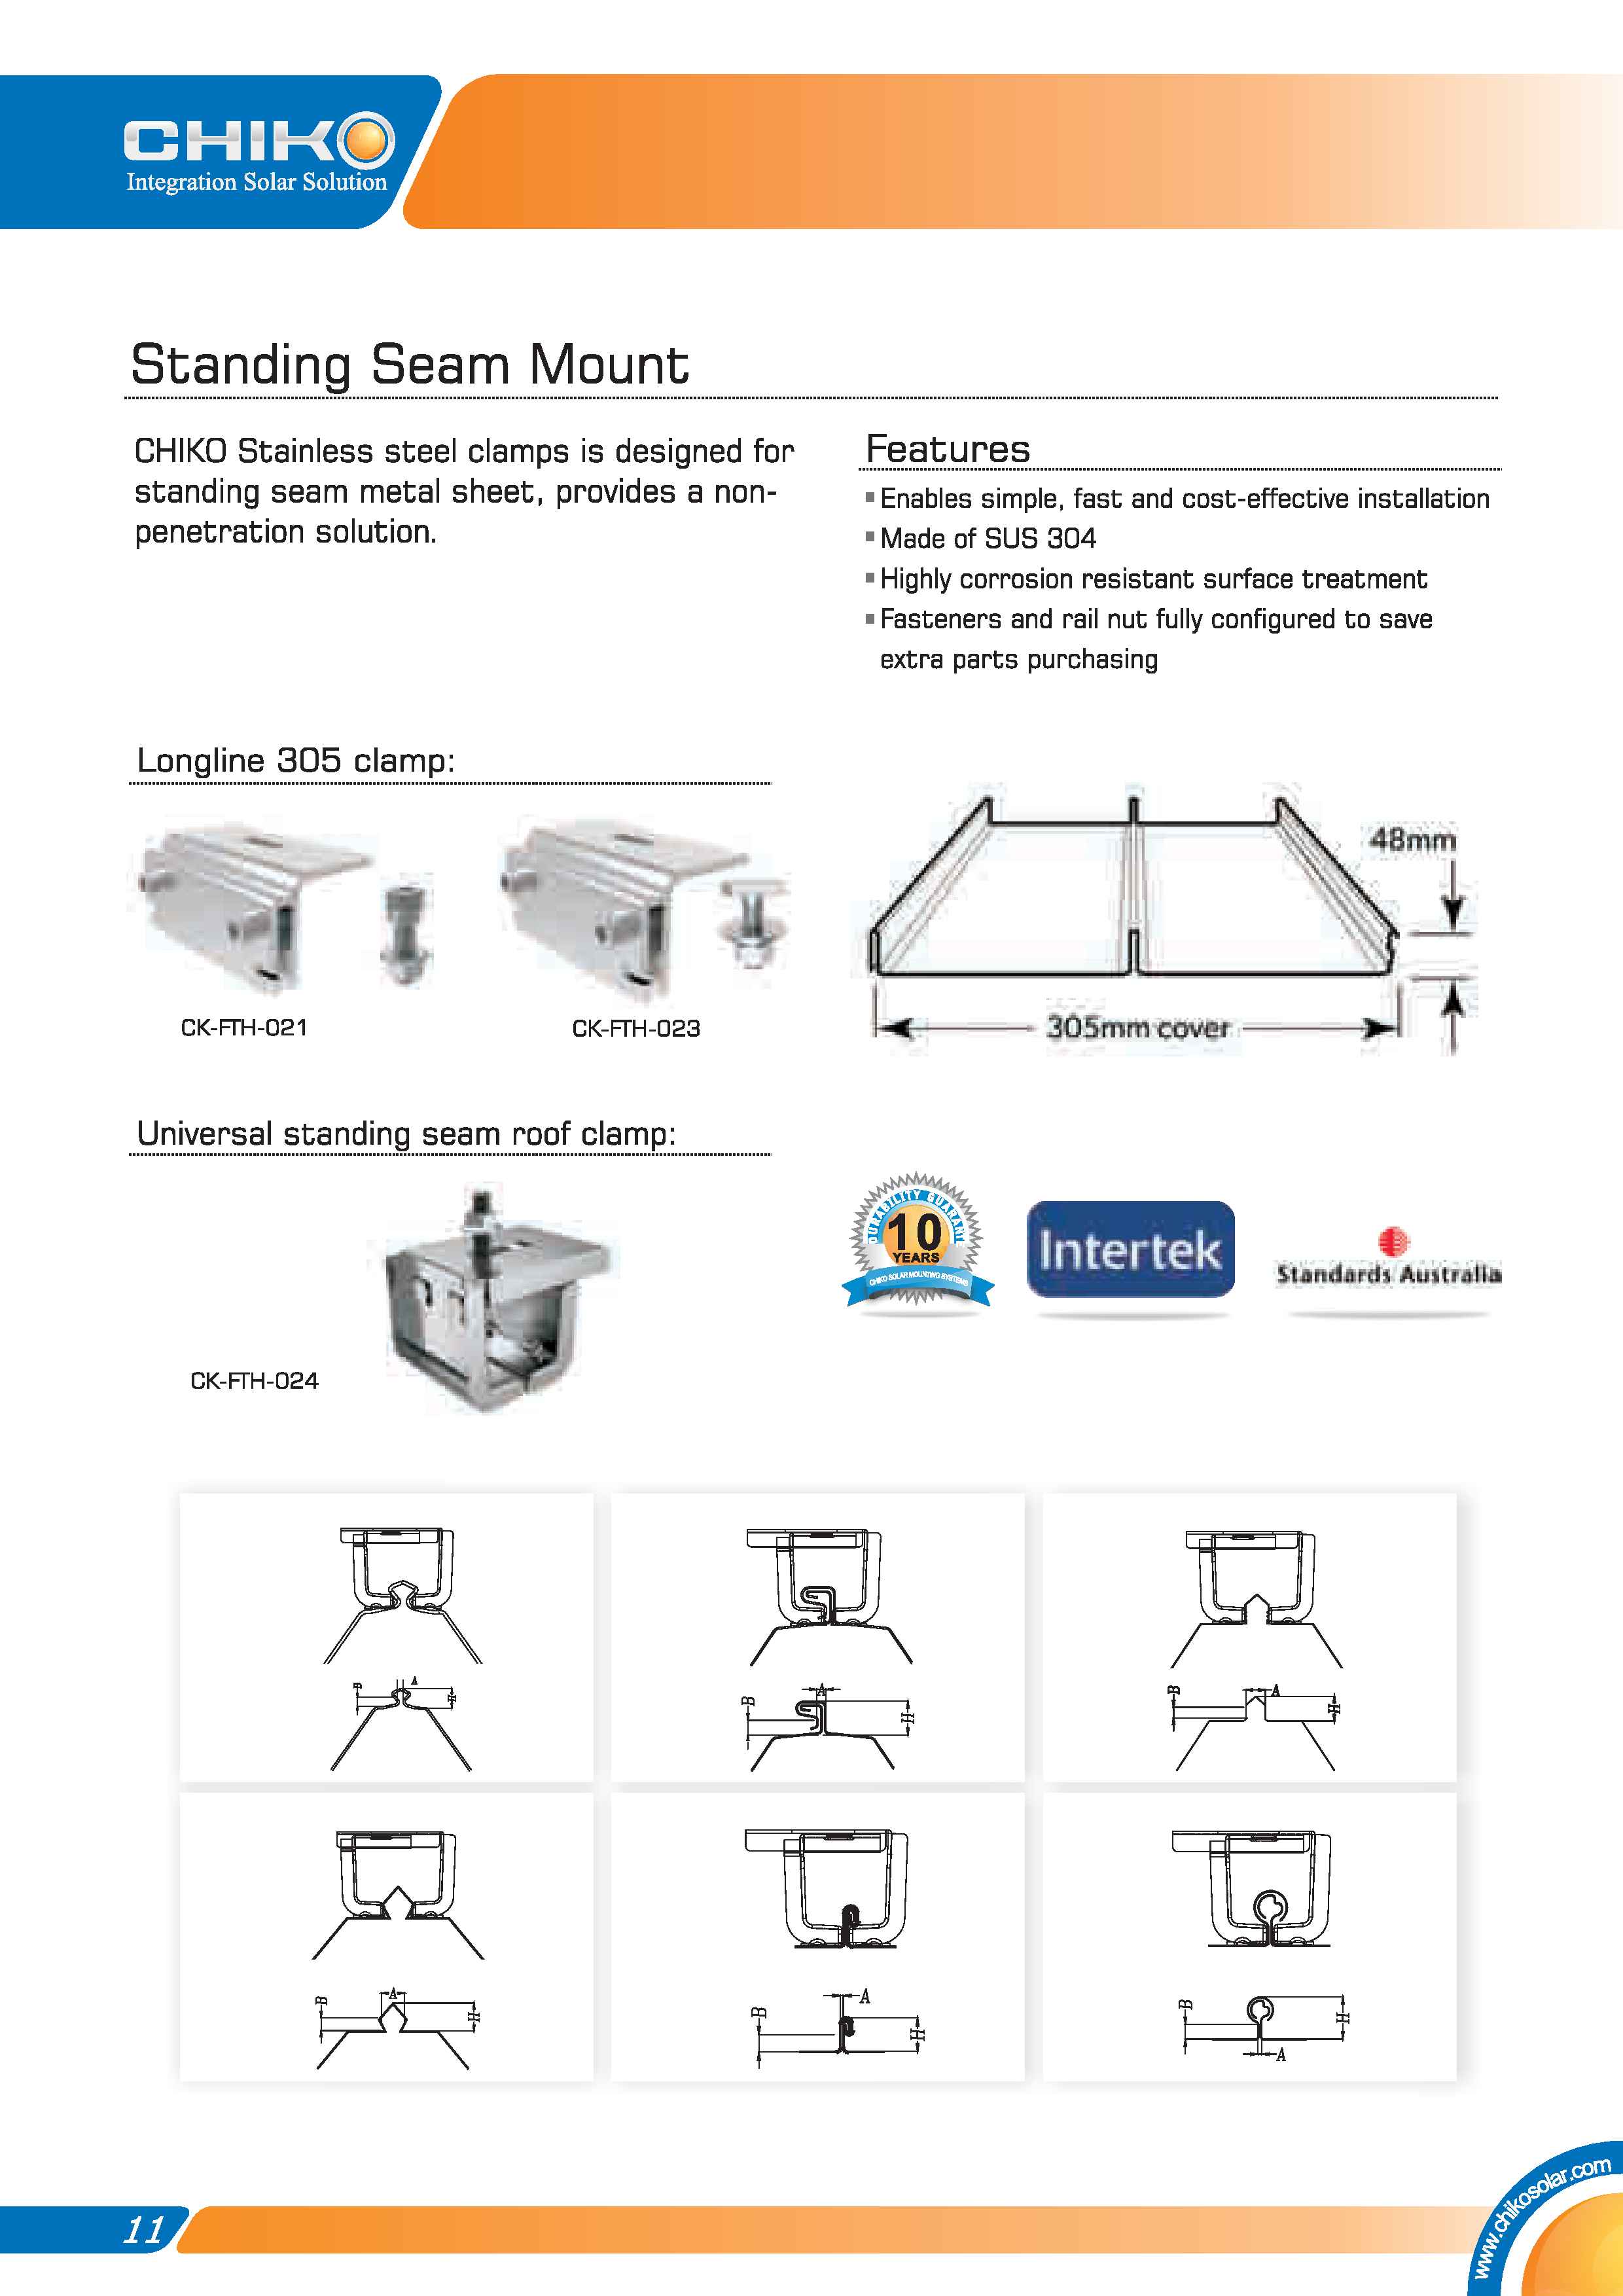 CHIKO
Integration Solar Solution
Standing Seam Mount
CHIKO Stainless steel clamps is designed for
standing seam metal sheet, provides a non-
penetration solution.
Features
Enables simple, fast and cost-effective installation
Made of SUS 304
Highly corrosion resistant surface treatment
Fasteners and rail nut fully configured to save
extra parts purchasing
Longline 305 clamp:
CK-FTH-021
CK-FTH-023
48mm
305mm cover
Universal standing seam roof clamp:
CK-FTH-024
DURABILITY GUARANT
10
YEARS
CHIKO SOLAR MOUNTING SYSTEMS
Intertek
Standards Australia
B A H
B A H
B A H
B A H
B A H
B H A
11
www.chikosolar.com